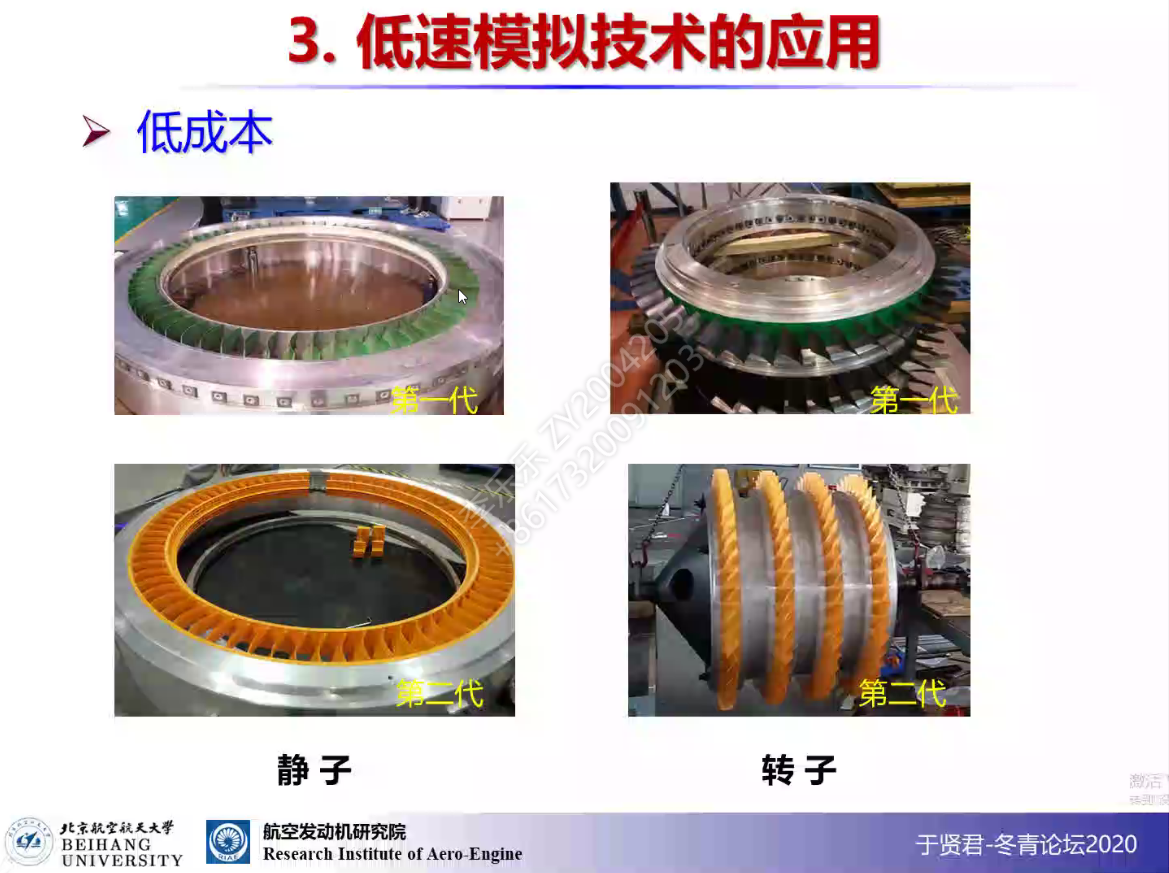 3. 低速模拟技术的应用
低成本
第一代
第一代
第二代
第二代
静 子
转 子
北京航空航天大学
BEIHANG
UNIVERSITY
航空发动机研究院
Research Institute of Aero-Engine
于贤君-冬青论坛2020